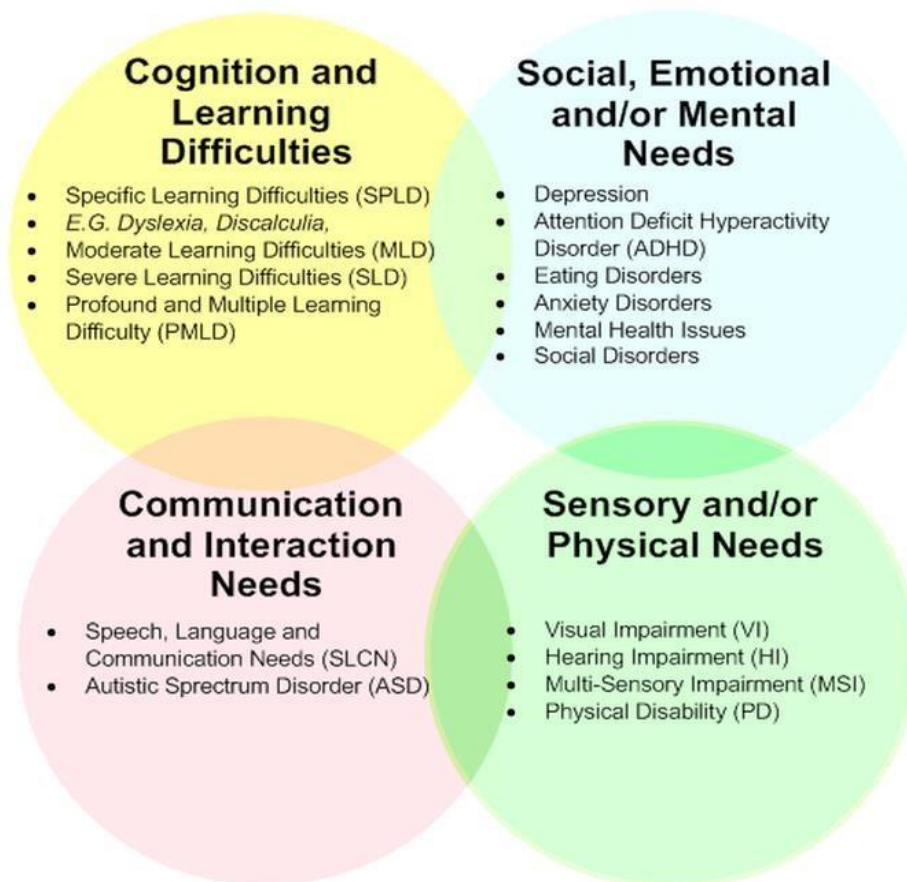 Cognition and
Learning
Difficulties
• Specific Learning Difficulties (SPLD)
• E.G. Dyslexia, Discalculia,
• Moderate Learning Difficulties (MLD)
• Severe Learning Difficulties (SLD)
• Profound and Multiple Learning
Difficulty (PMLD)
Social, Emotional
and/or Mental
Needs
• Depression
• Attention Deficit Hyperactivity
Disorder (ADHD)
• Eating Disorders
• Anxiety Disorders
• Mental Health Issues
• Social Disorders
Communication
and Interaction
Needs
• Speech, Language and
Communication Needs (SLCN)
• Autistic Sprectrum Disorder (ASD)
Sensory and/or
Physical Needs
• Visual Impairment (VI)
• Hearing Impairment (HI)
• Multi-Sensory Impairment (MSI)
• Physical Disability (PD)